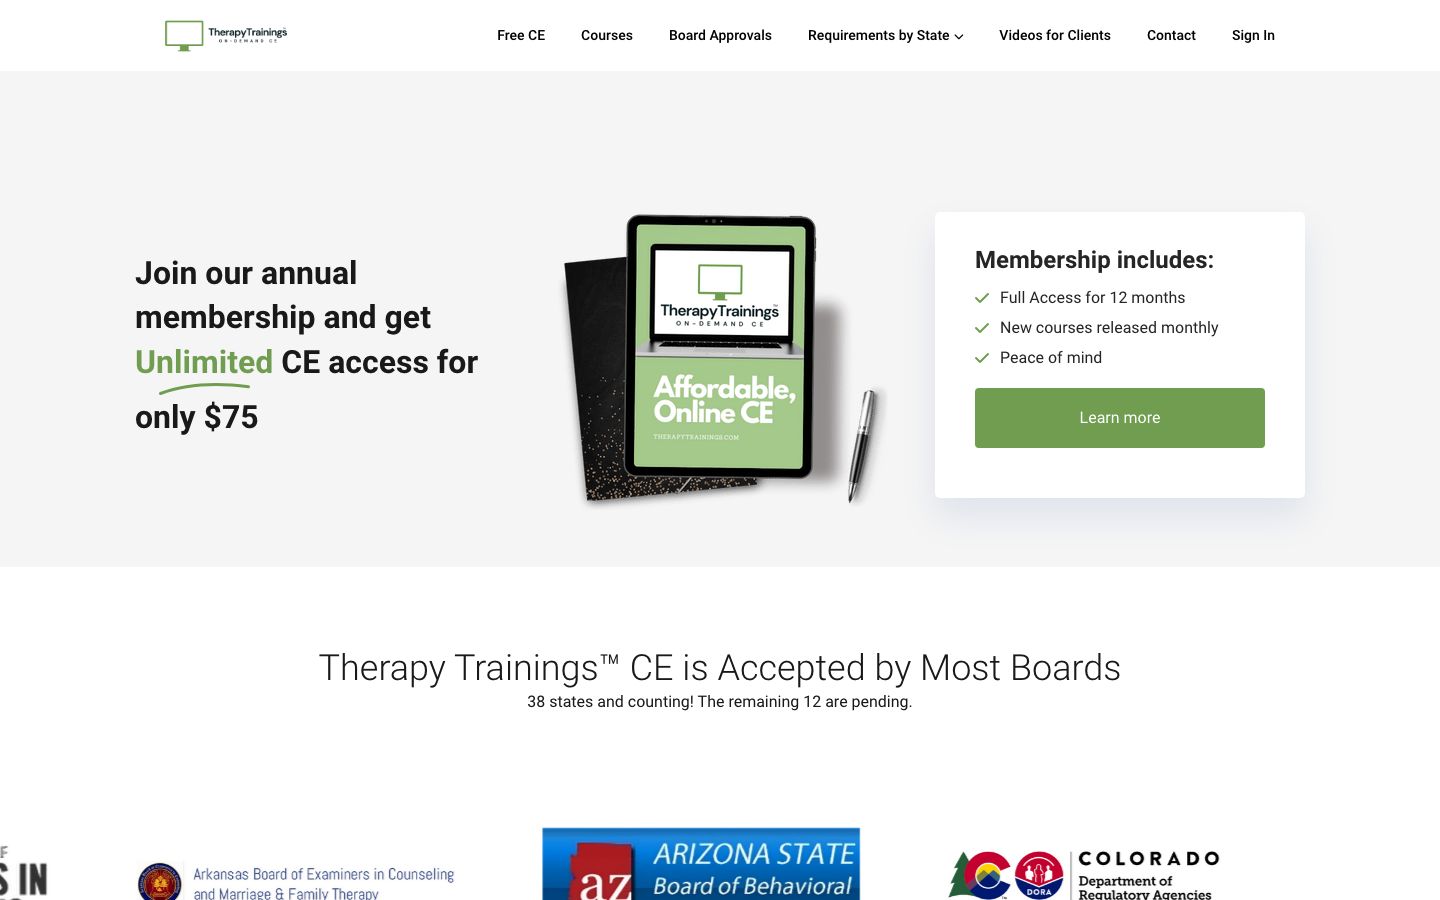 TherapyTrainings
ON-DEMAND CE
Free CE
Courses
Board Approvals
Requirements by State
Videos for Clients
Contact
Sign In
Join our annual
membership and get
Unlimited CE access for
only $75
TherapyTrainings™
ON-DEMAND CE
Affordable,
Online CE
THERAPYTRAININGS.COM
Membership includes:
Full Access for 12 months
New courses released monthly
Peace of mind
Learn more
Therapy Trainings™ CE is Accepted by Most Boards
38 states and counting! The remaining 12 are pending.
S IN
Arkansas Board of Examiners in Counseling
and Marriage & Family Therapy
az
ARIZONA STATE
Board of Behavioral
DORA
COLORADO
Department of
Regulatory Agencies